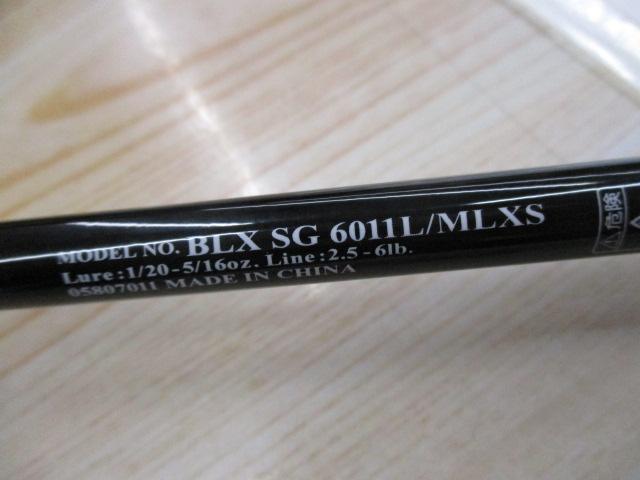 MODEL NO. BLX SG 6011L/MLXS
Lure:1/20-5/16oz. Line:2.5-6lb.
05807011 MADE IN CHINA
危険